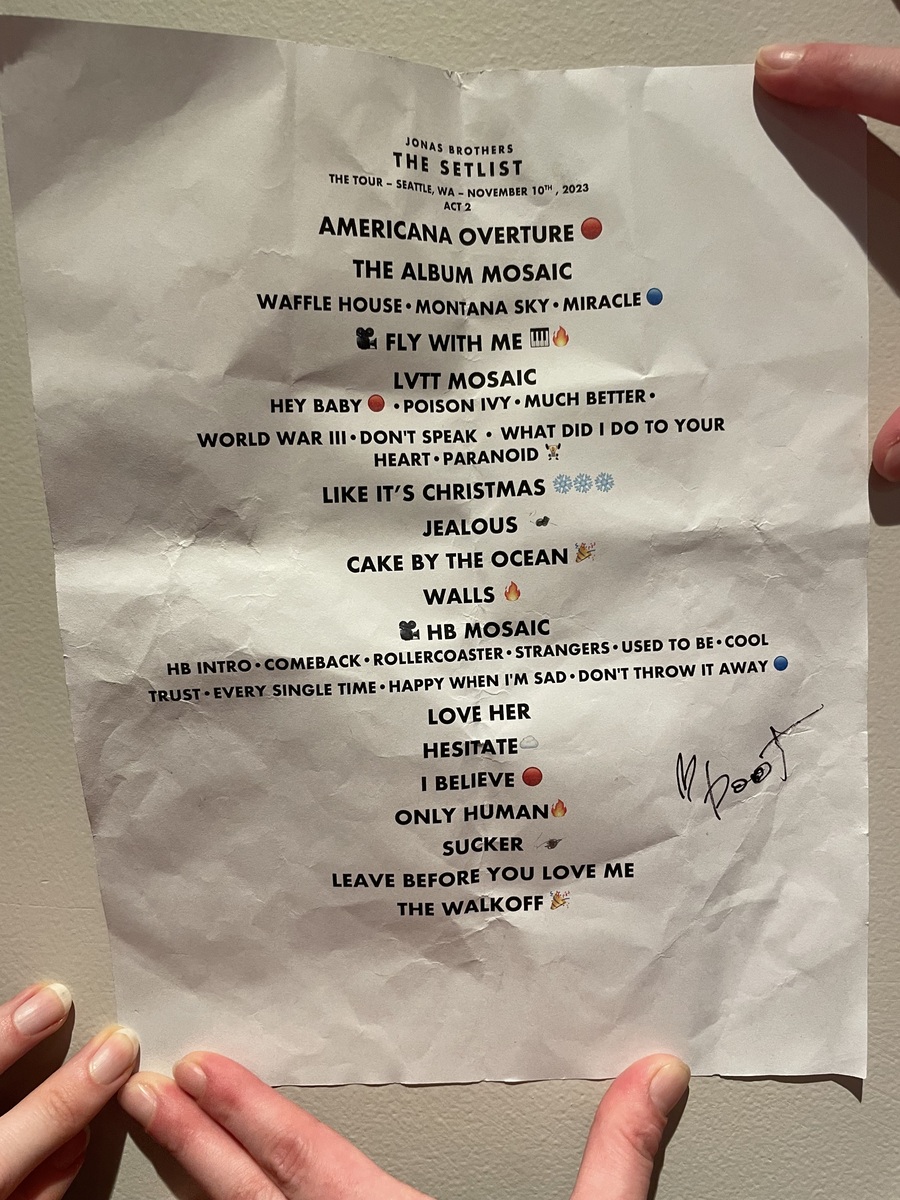 JONAS BROTHERS
THE SETLIST
THE TOUR – SEATTLE, WA – NOVEMBER 10TH, 2023
ACT 2
AMERICANA OVERTURE 🔴
THE ALBUM MOSAIC
WAFFLE HOUSE • MONTANA SKY • MIRACLE 🔵
🎥 FLY WITH ME 🎹🔥
LVTT MOSAIC
HEY BABY 🔴 • POISON IVY • MUCH BETTER •
WORLD WAR III • DON'T SPEAK • WHAT DID I DO TO YOUR
HEART • PARANOID
LIKE IT'S CHRISTMAS ❄️❄️❄️
JEALOUS
CAKE BY THE OCEAN 🎉
WALLS 🔥
🎥 HB MOSAIC
HB INTRO • COMEBACK • ROLLERCOASTER • STRANGERS • USED TO BE • COOL
TRUST • EVERY SINGLE TIME • HAPPY WHEN I'M SAD • DON'T THROW IT AWAY 🔵
LOVE HER
HESITATE ☁️
I BELIEVE 🔴
ONLY HUMAN 🔥
SUCKER
LEAVE BEFORE YOU LOVE ME
THE WALKOFF 🎉